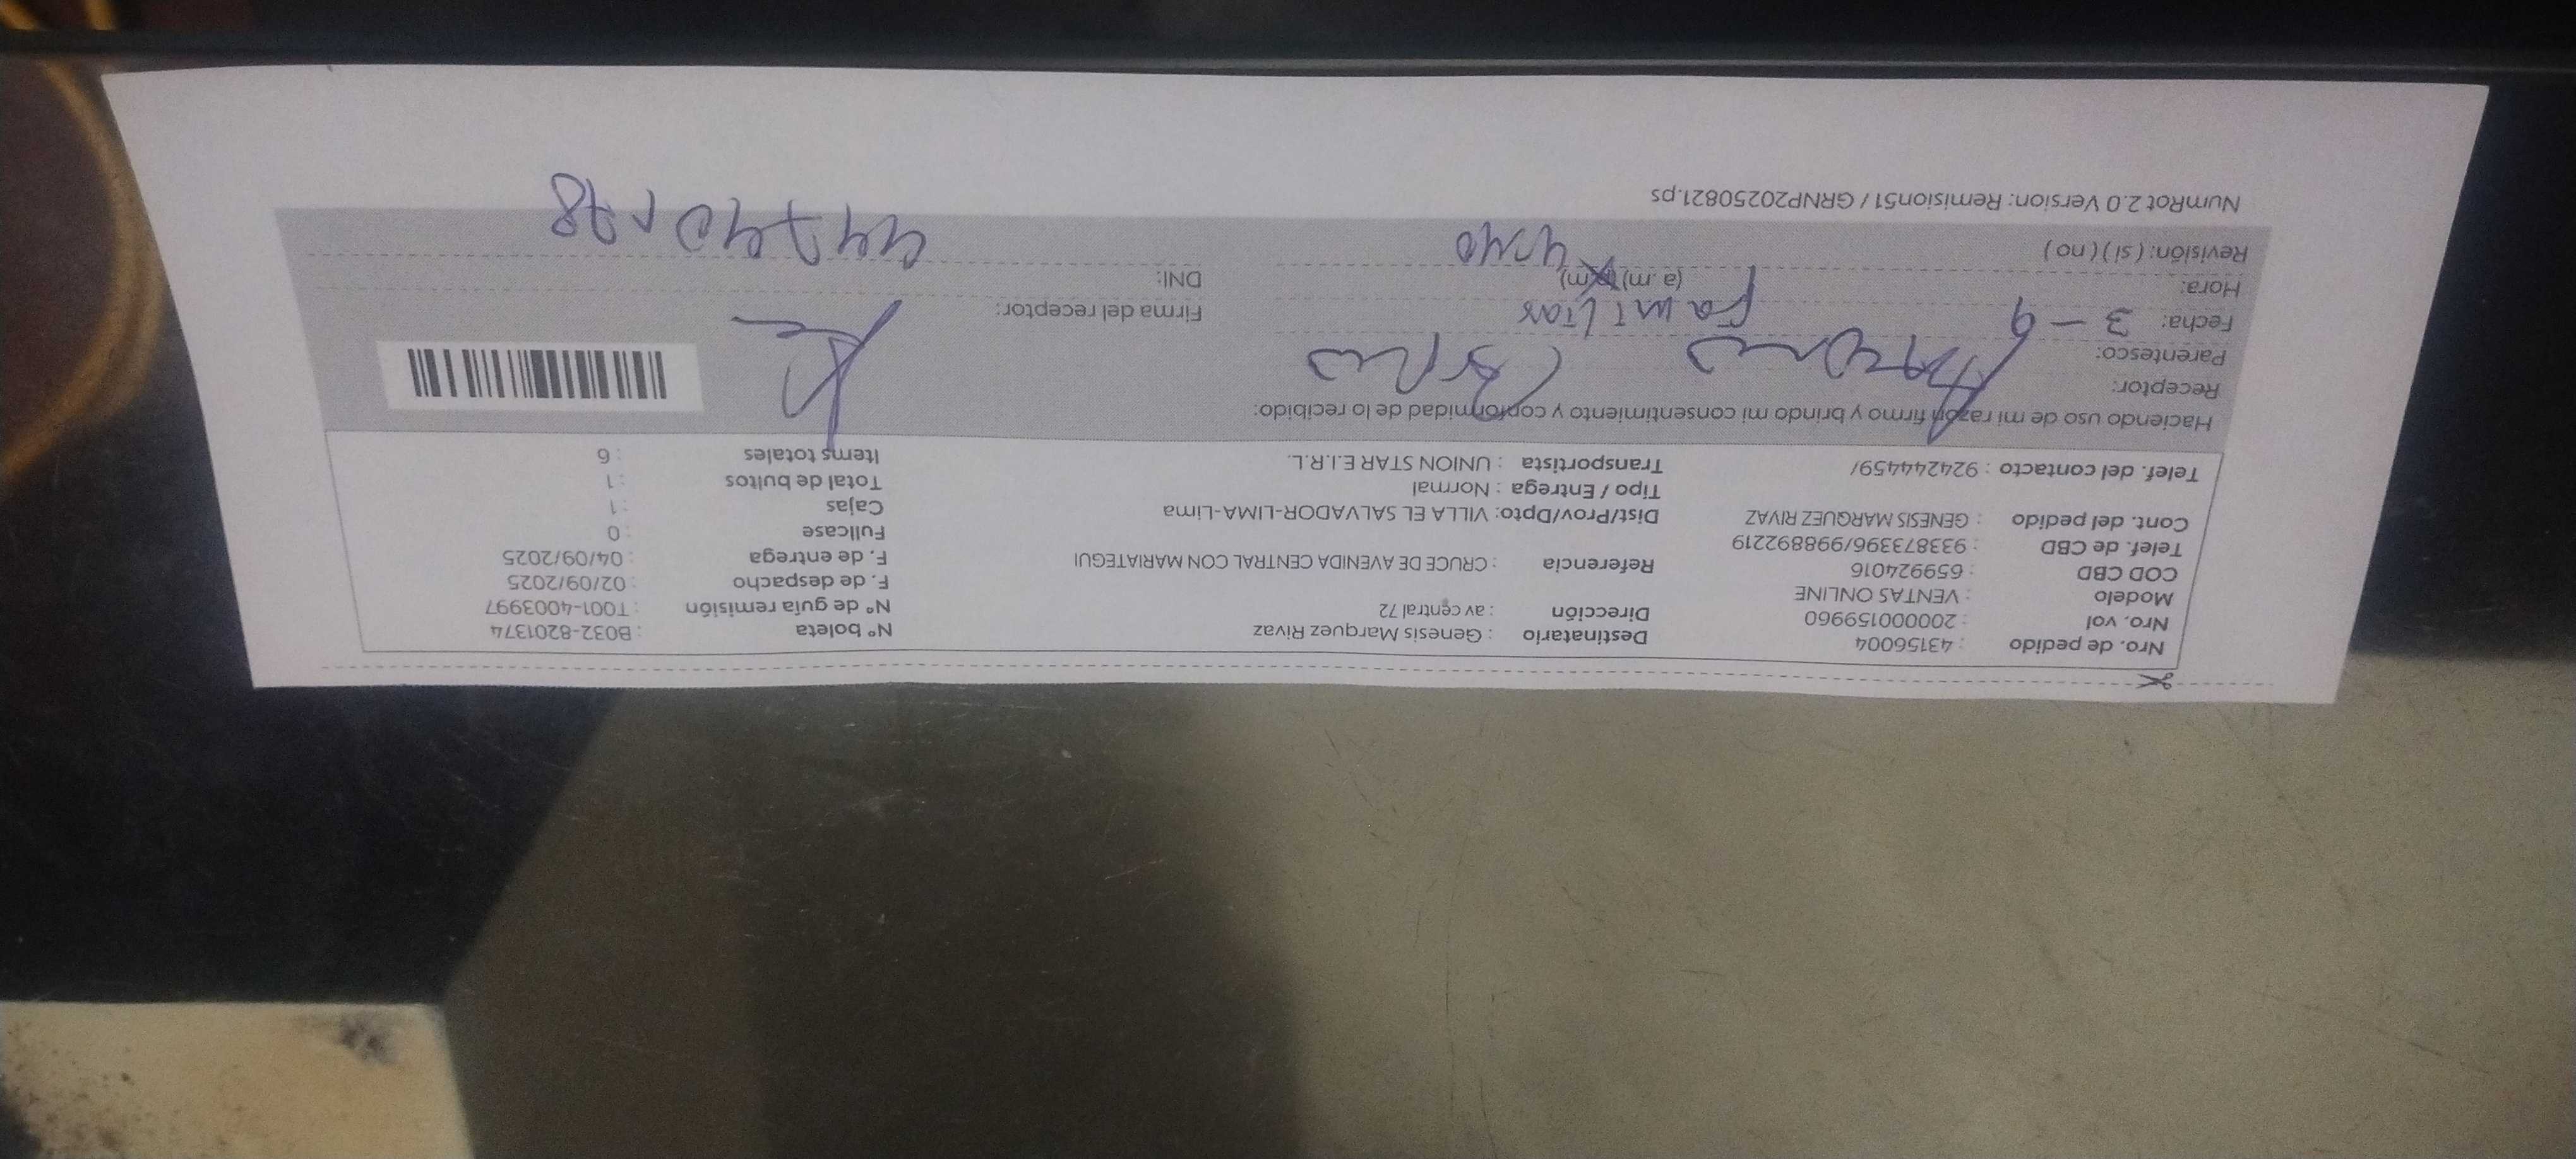 Nro. de pedido : 43156004
Nro. vol : 2000000159960
Modelo : VENTAS ONLINE
COD CBD : 659924016
Telef. de CBD : 933873396/998892219
Cont. del pedido : GENESIS MARQUEZ RIVAZ
Telef. del contacto : 924244459/
Destinatario : Genesis Marquez Rivaz
Dirección : av central 72
Referencia : CRUCE DE AVENIDA CENTRAL CON MARIATEGUI
Dist/Prov/Dpto: VILLA EL SALVADOR-LIMA-Lima
Tipo / Entrega : Normal
Transportista : UNION STAR E.I.R.L.
N° boleta : B032-8201374
N° de guía remisión : T001-4003997
F. de despacho : 02/09/2025
F. de entrega : 04/09/2025
Fullcase : 0
Cajas : 1
Total de bultos : 1
Items totales : 6
Haciendo uso de mi razón firmo y brindo mi consentimiento y conformidad de lo recibido:
Receptor:
Parentesco: Familiar
Fecha: 3-9
Hora: (a.m) (p.m) 4:40
Revisión: ( si ) ( no )
Firma del receptor:
DNI:
NumRot 2.0 Version: Remision51 / GRNP20250821.ps